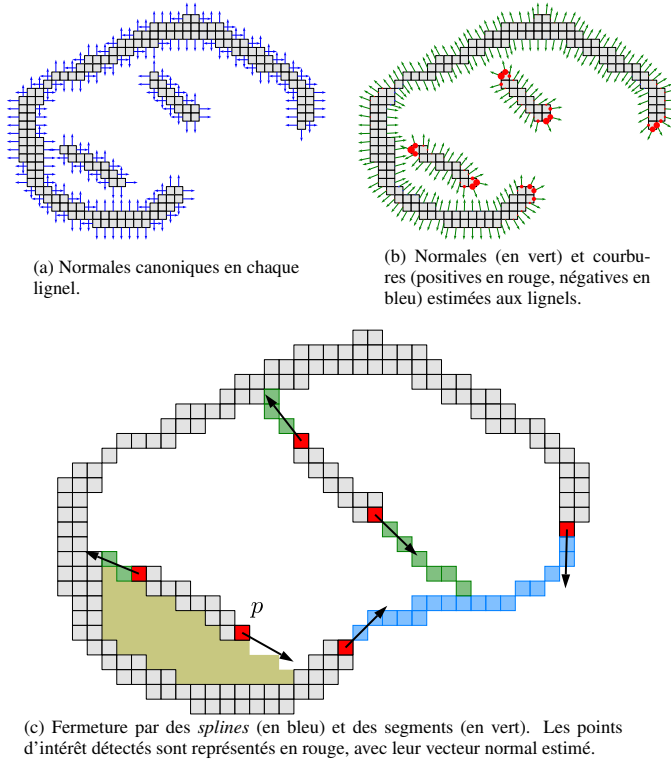 (a) Normales canoniques en chaque
lignel.
(b) Normales (en vert) et courbu-
res (positives en rouge, négatives en
bleu) estimées aux lignels.
p
(c) Fermeture par des splines (en bleu) et des segments (en vert). Les points
d'intérêt détectés sont représentés en rouge, avec leur vecteur normal estimé.